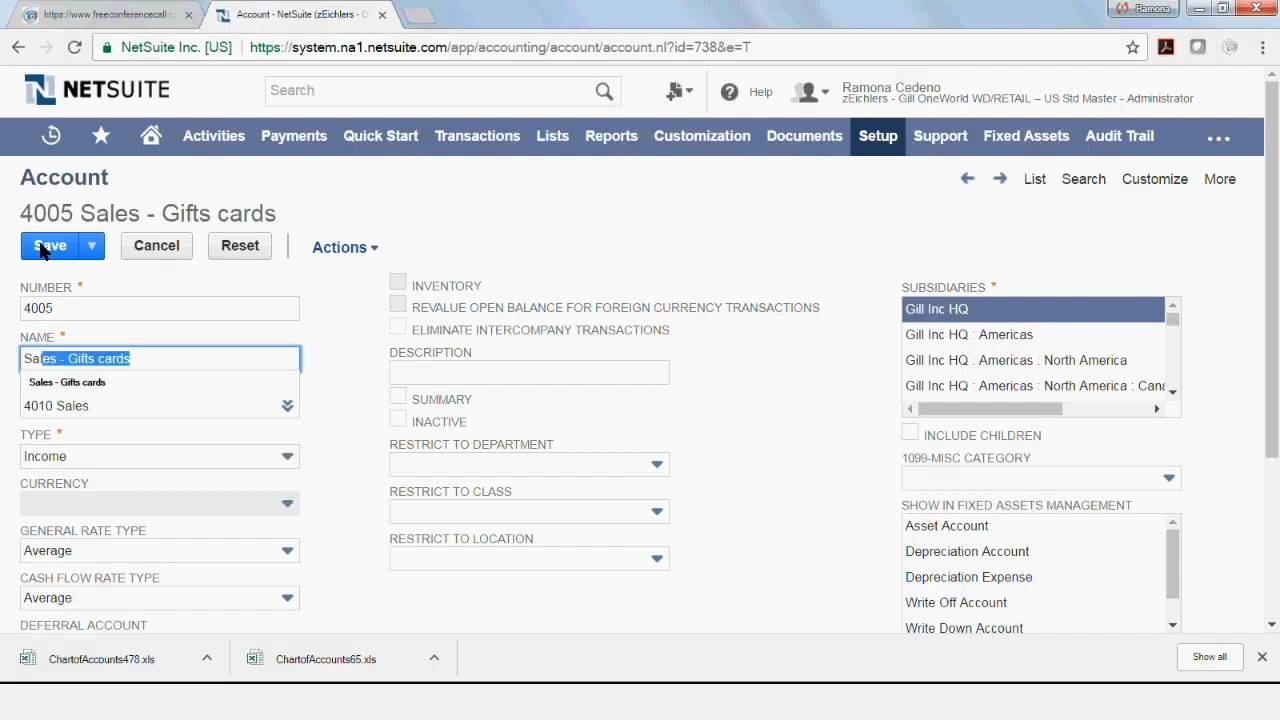 https://www.freeconferencecall.c
Account - NetSuite (zEichlers - G
Ramona
NetSuite Inc. [US]
https://system.na1.netsuite.com/app/accounting/account/account.nl?id=738&e=T
NETSUITE
Search
Help
Ramona Cedeno
zEichlers - Gill OneWorld WD/RETAIL – US Std Master - Administrator
Activities Payments Quick Start Transactions Lists Reports Customization Documents Setup Support Fixed Assets Audit Trail
Account
List Search Customize More
4005 Sales - Gifts cards
Save Cancel Reset Actions
NUMBER *
4005
NAME *
Sales - Gifts cards
Sales - Gifts cards
4010 Sales
TYPE *
Income
CURRENCY
GENERAL RATE TYPE
Average
CASH FLOW RATE TYPE
Average
DEFERRAL ACCOUNT
INVENTORY
REVALUE OPEN BALANCE FOR FOREIGN CURRENCY TRANSACTIONS
ELIMINATE INTERCOMPANY TRANSACTIONS
DESCRIPTION
SUMMARY
INACTIVE
RESTRICT TO DEPARTMENT
RESTRICT TO CLASS
RESTRICT TO LOCATION
SUBSIDIARIES *
Gill Inc HQ
Gill Inc HQ : Americas
Gill Inc HQ : Americas : North America
Gill Inc HQ : Americas : North America : Cana
INCLUDE CHILDREN
1099-MISC CATEGORY
SHOW IN FIXED ASSETS MANAGEMENT
Asset Account
Depreciation Account
Depreciation Expense
Write Off Account
Write Down Account
ChartofAccounts478.xls
ChartofAccounts65.xls
Show all